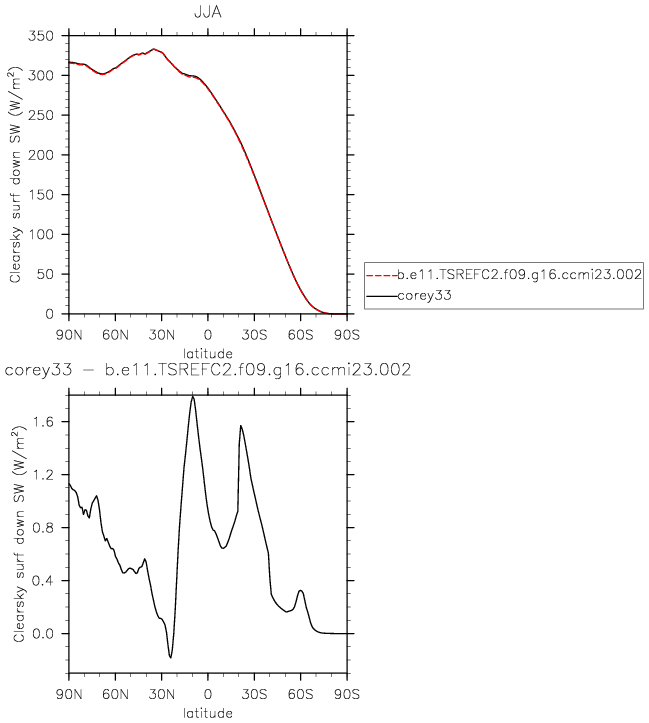 JJA
Clearsky surf down SW (W/m²)
350
300
250
200
150
100
50
0
90N 60N 30N 0 30S 60S 90S
latitude
b.e11.TSREFC2.f09.g16.ccmi23.002
corey33
corey33 - b.e11.TSREFC2.f09.g16.ccmi23.002
Clearsky surf down SW (W/m²)
1.6
1.2
0.8
0.4
0.0
90N 60N 30N 0 30S 60S 90S
latitude